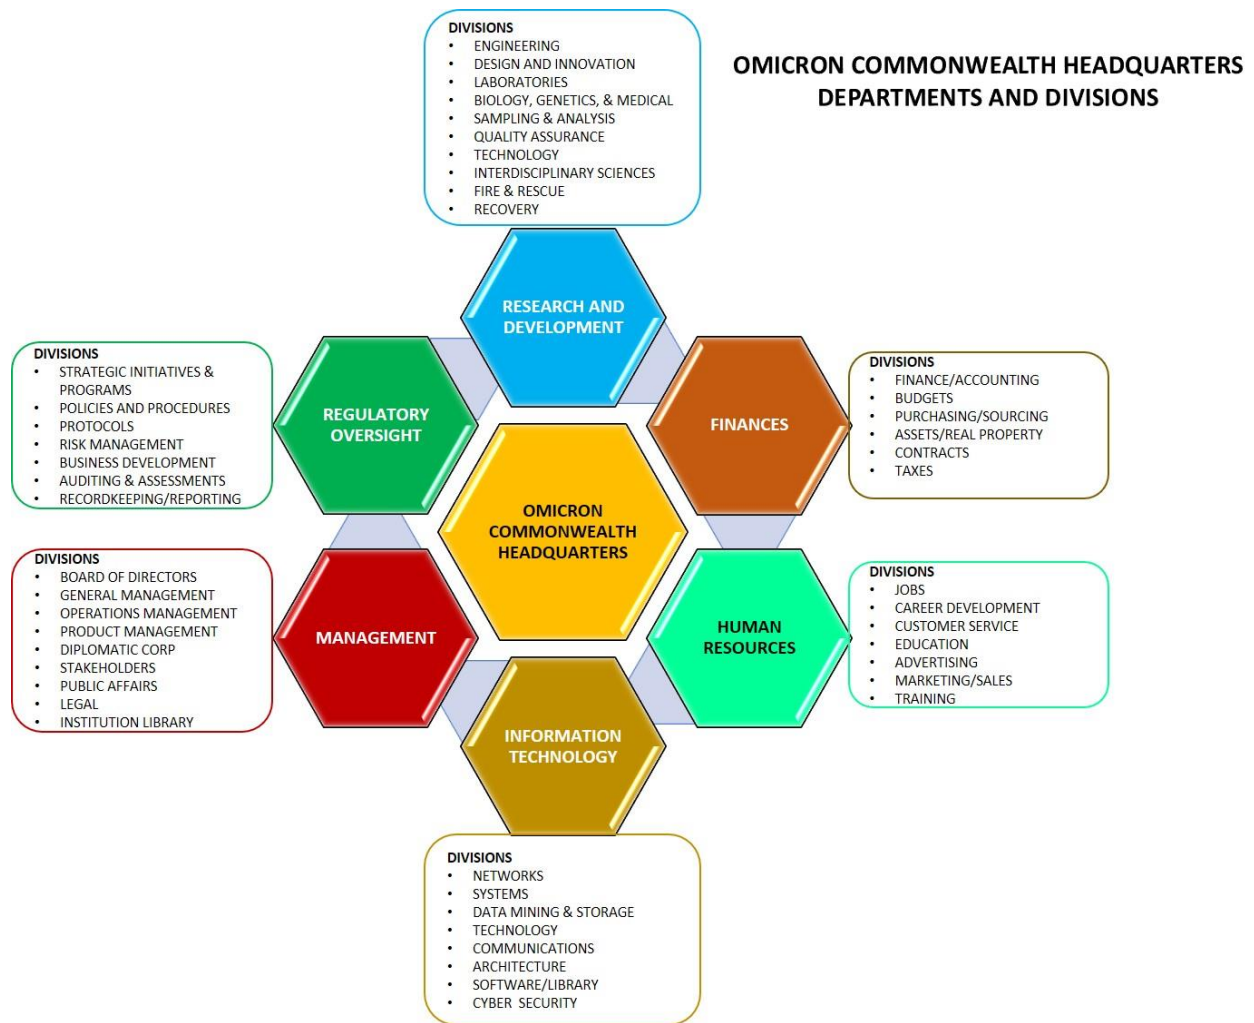 OMICRON COMMONWEALTH HEADQUARTERS
DEPARTMENTS AND DIVISIONS
DIVISIONS
• ENGINEERING
• DESIGN AND INNOVATION
• LABORATORIES
• BIOLOGY, GENETICS, & MEDICAL
• SAMPLING & ANALYSIS
• QUALITY ASSURANCE
• TECHNOLOGY
• INTERDISCIPLINARY SCIENCES
• FIRE & RESCUE
• RECOVERY
RESEARCH AND
DEVELOPMENT
DIVISIONS
• STRATEGIC INITIATIVES &
PROGRAMS
• POLICIES AND PROCEDURES
• PROTOCOLS
• RISK MANAGEMENT
• BUSINESS DEVELOPMENT
• AUDITING & ASSESSMENTS
• RECORDKEEPING/REPORTING
REGULATORY
OVERSIGHT
FINANCES
DIVISIONS
• FINANCE/ACCOUNTING
• BUDGETS
• PURCHASING/SOURCING
• ASSETS/REAL PROPERTY
• CONTRACTS
• TAXES
OMICRON
COMMONWEALTH
HEADQUARTERS
DIVISIONS
• BOARD OF DIRECTORS
• GENERAL MANAGEMENT
• OPERATIONS MANAGEMENT
• PRODUCT MANAGEMENT
• DIPLOMATIC CORP
• STAKEHOLDERS
• PUBLIC AFFAIRS
• LEGAL
• INSTITUTION LIBRARY
MANAGEMENT
HUMAN
RESOURCES
DIVISIONS
• JOBS
• CAREER DEVELOPMENT
• CUSTOMER SERVICE
• EDUCATION
• ADVERTISING
• MARKETING/SALES
• TRAINING
INFORMATION
TECHNOLOGY
DIVISIONS
• NETWORKS
• SYSTEMS
• DATA MINING & STORAGE
• TECHNOLOGY
• COMMUNICATIONS
• ARCHITECTURE
• SOFTWARE/LIBRARY
• CYBER SECURITY